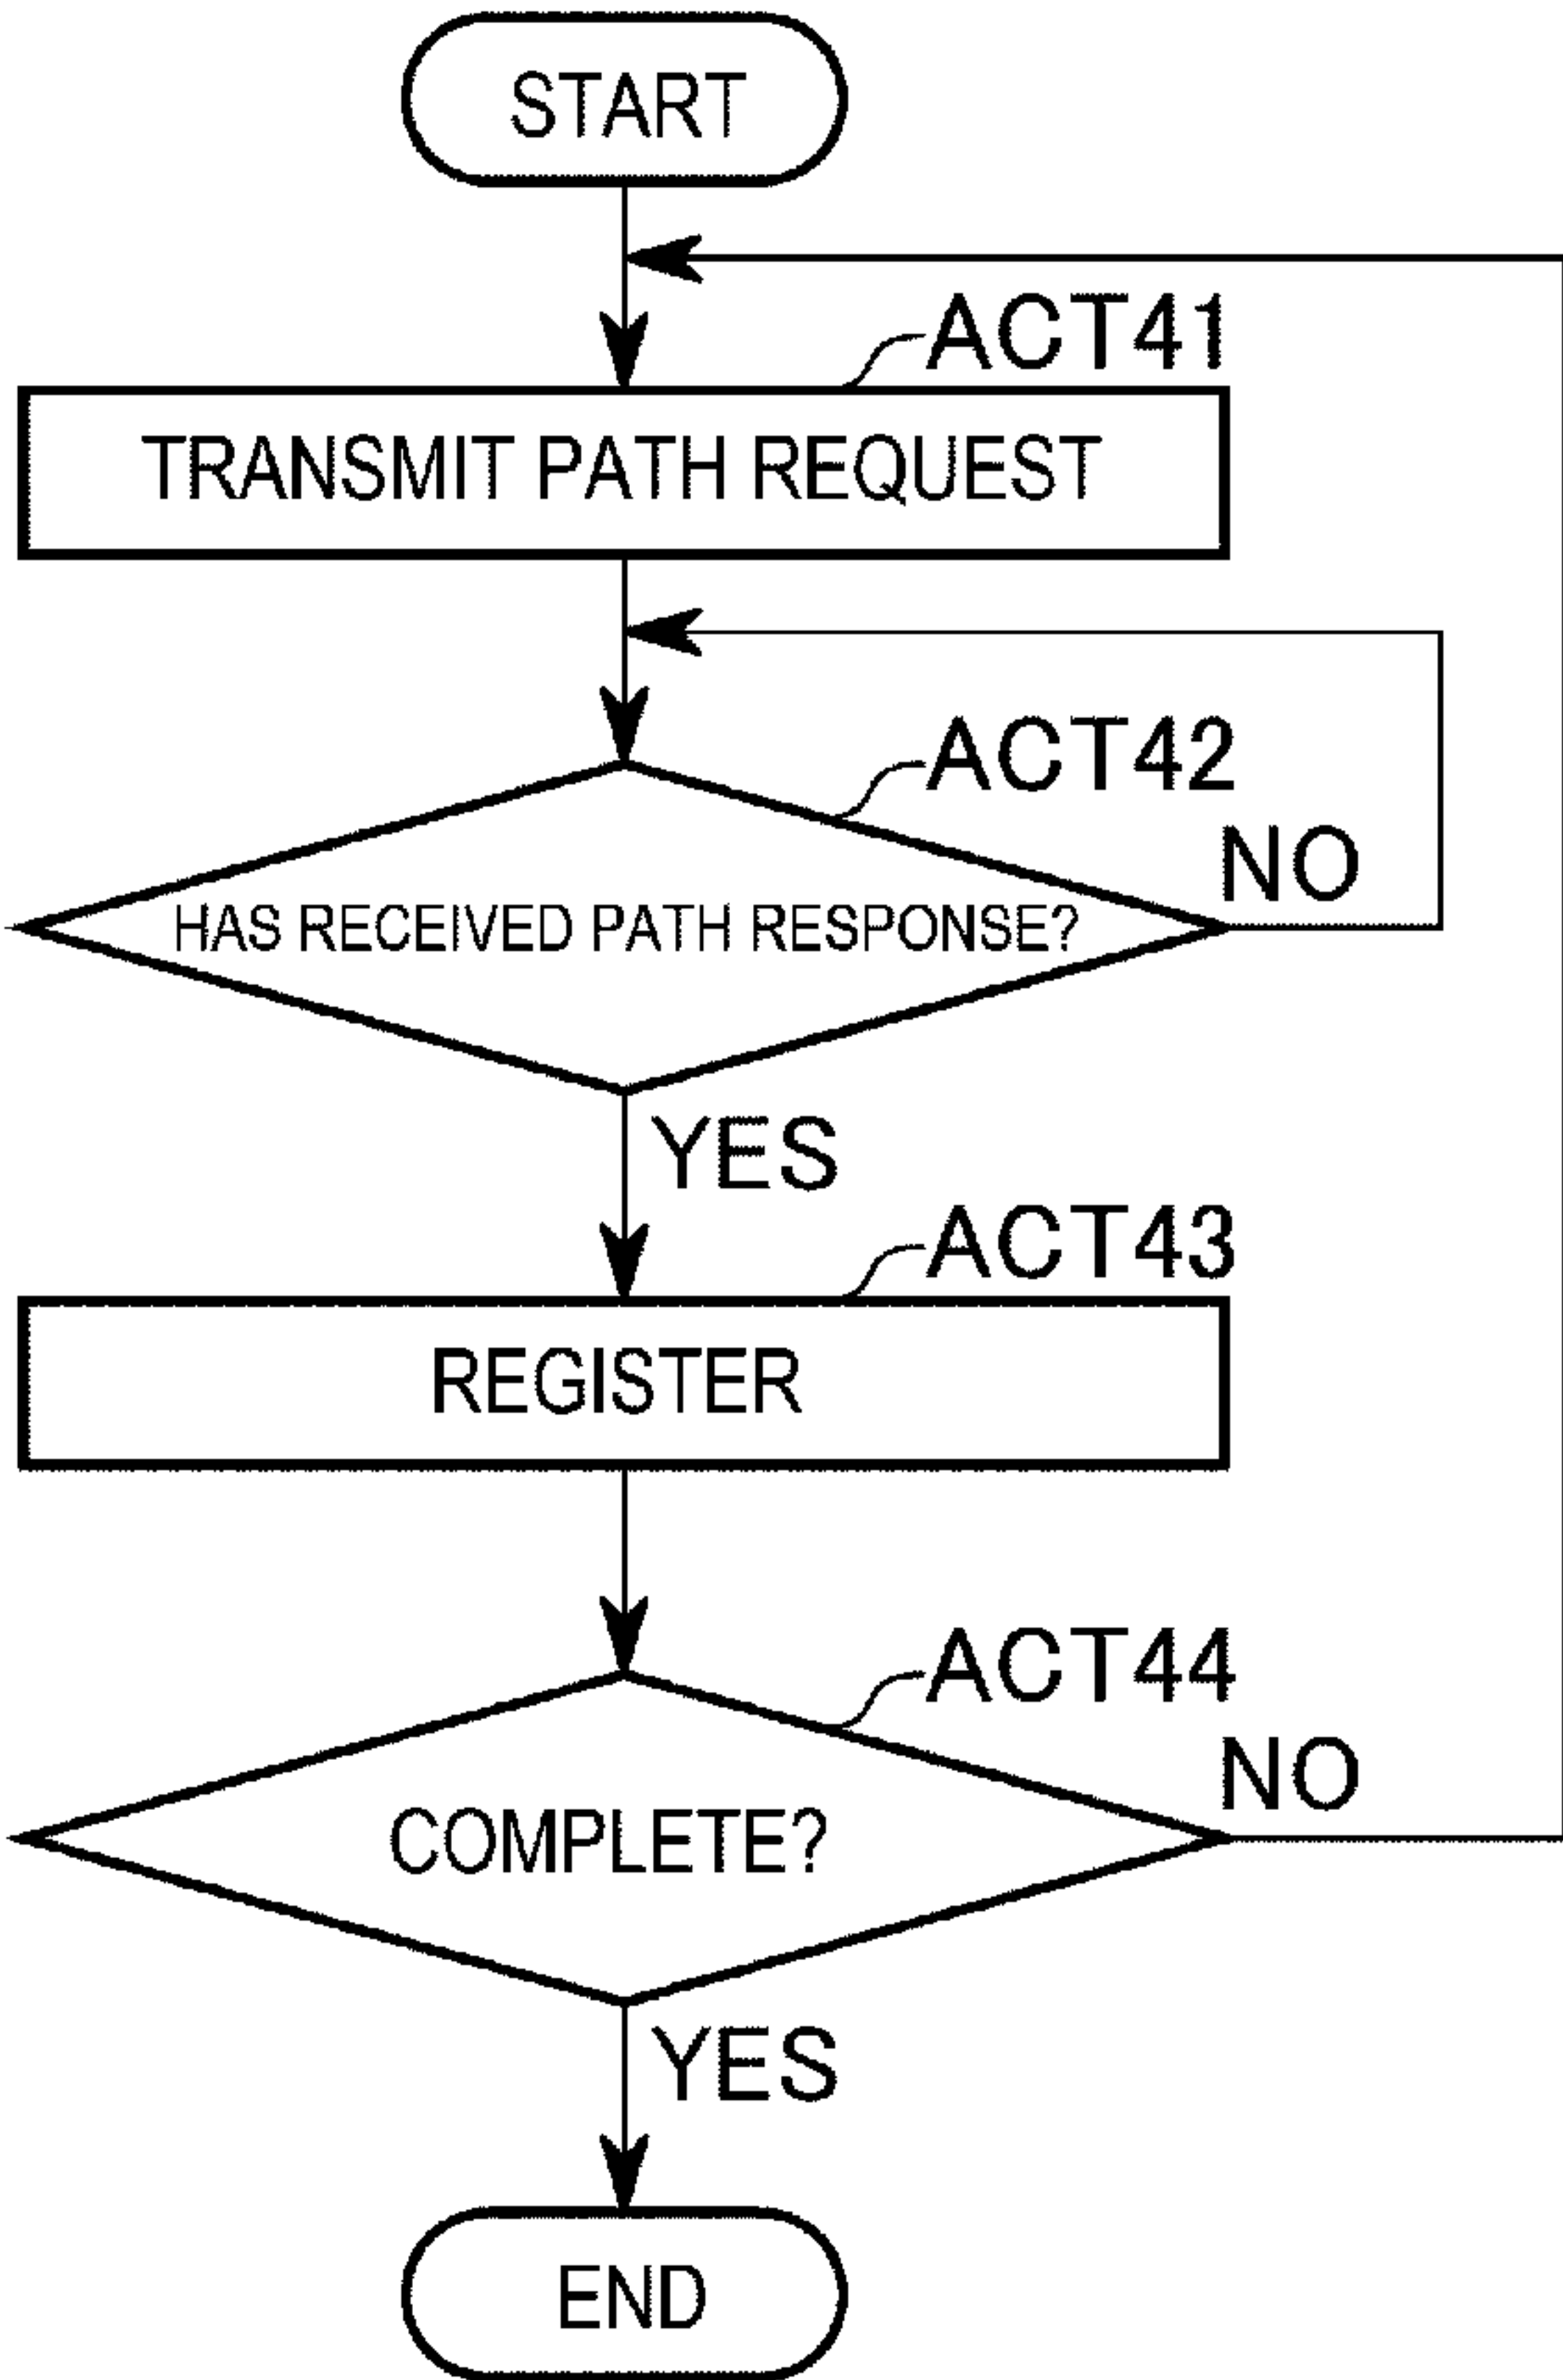 START
ACT41
TRANSMIT PATH REQUEST
ACT42
NO
HAS RECEIVED PATH RESPONSE?
YES
ACT43
REGISTER
ACT44
NO
COMPLETE?
YES
END